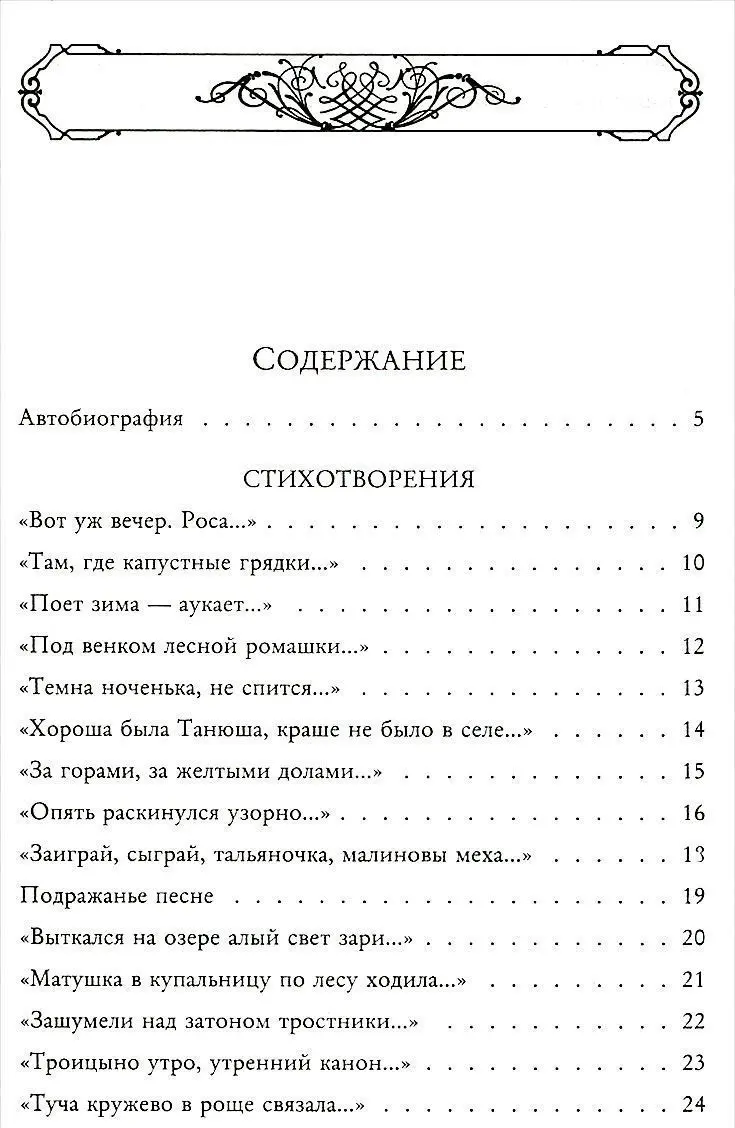 Содержание
Автобиография . . . . . . . . . . . . . . . . . . . . . . . . 5
СТИХОТВОРЕНИЯ
«Вот уж вечер. Роса...» . . . . . . . . . . . . . . . . . . . . 9
«Там, где капустные грядки...» . . . . . . . . . . . . . . . 10
«Поет зима — аукает...» . . . . . . . . . . . . . . . . . . 11
«Под венком лесной ромашки...» . . . . . . . . . . . . . . 12
«Темна ноченька, не спится...» . . . . . . . . . . . . . . . 13
«Хороша была Танюша, краше не было в селе...» . . . . . . 14
«За горами, за желтыми долами...» . . . . . . . . . . . . . 15
«Опять раскинулся узорно...» . . . . . . . . . . . . . . . . 16
«Заиграй, сыграй, тальяночка, малиновы меха...» . . . . . . 18
Подражанье песне . . . . . . . . . . . . . . . . . . . . . 19
«Выткался на озере алый свет зари...» . . . . . . . . . . . . 20
«Матушка в купальницу по лесу ходила...» . . . . . . . . . 21
«Зашумели над затоном тростники...» . . . . . . . . . . . 22
«Троицыно утро, утренний канон...» . . . . . . . . . . . . 23
«Туча кружево в роще связала...» . . . . . . . . . . . . . . 24